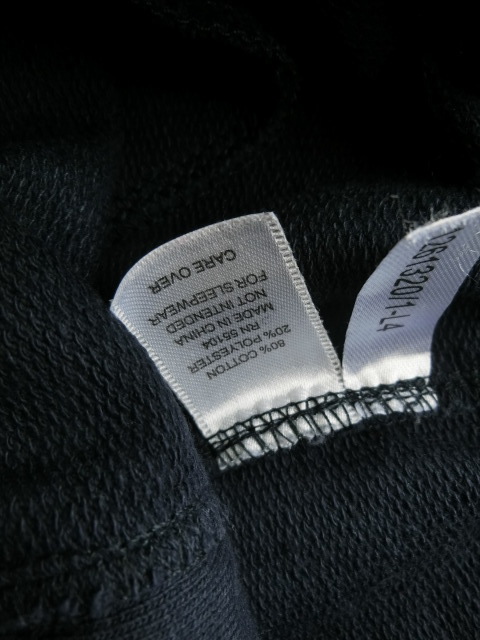 80% COTTON
20% POLYESTER
RN 55104
MADE IN CHINA
NOT INTENDED
FOR SLEEPWEAR
CARE OVER